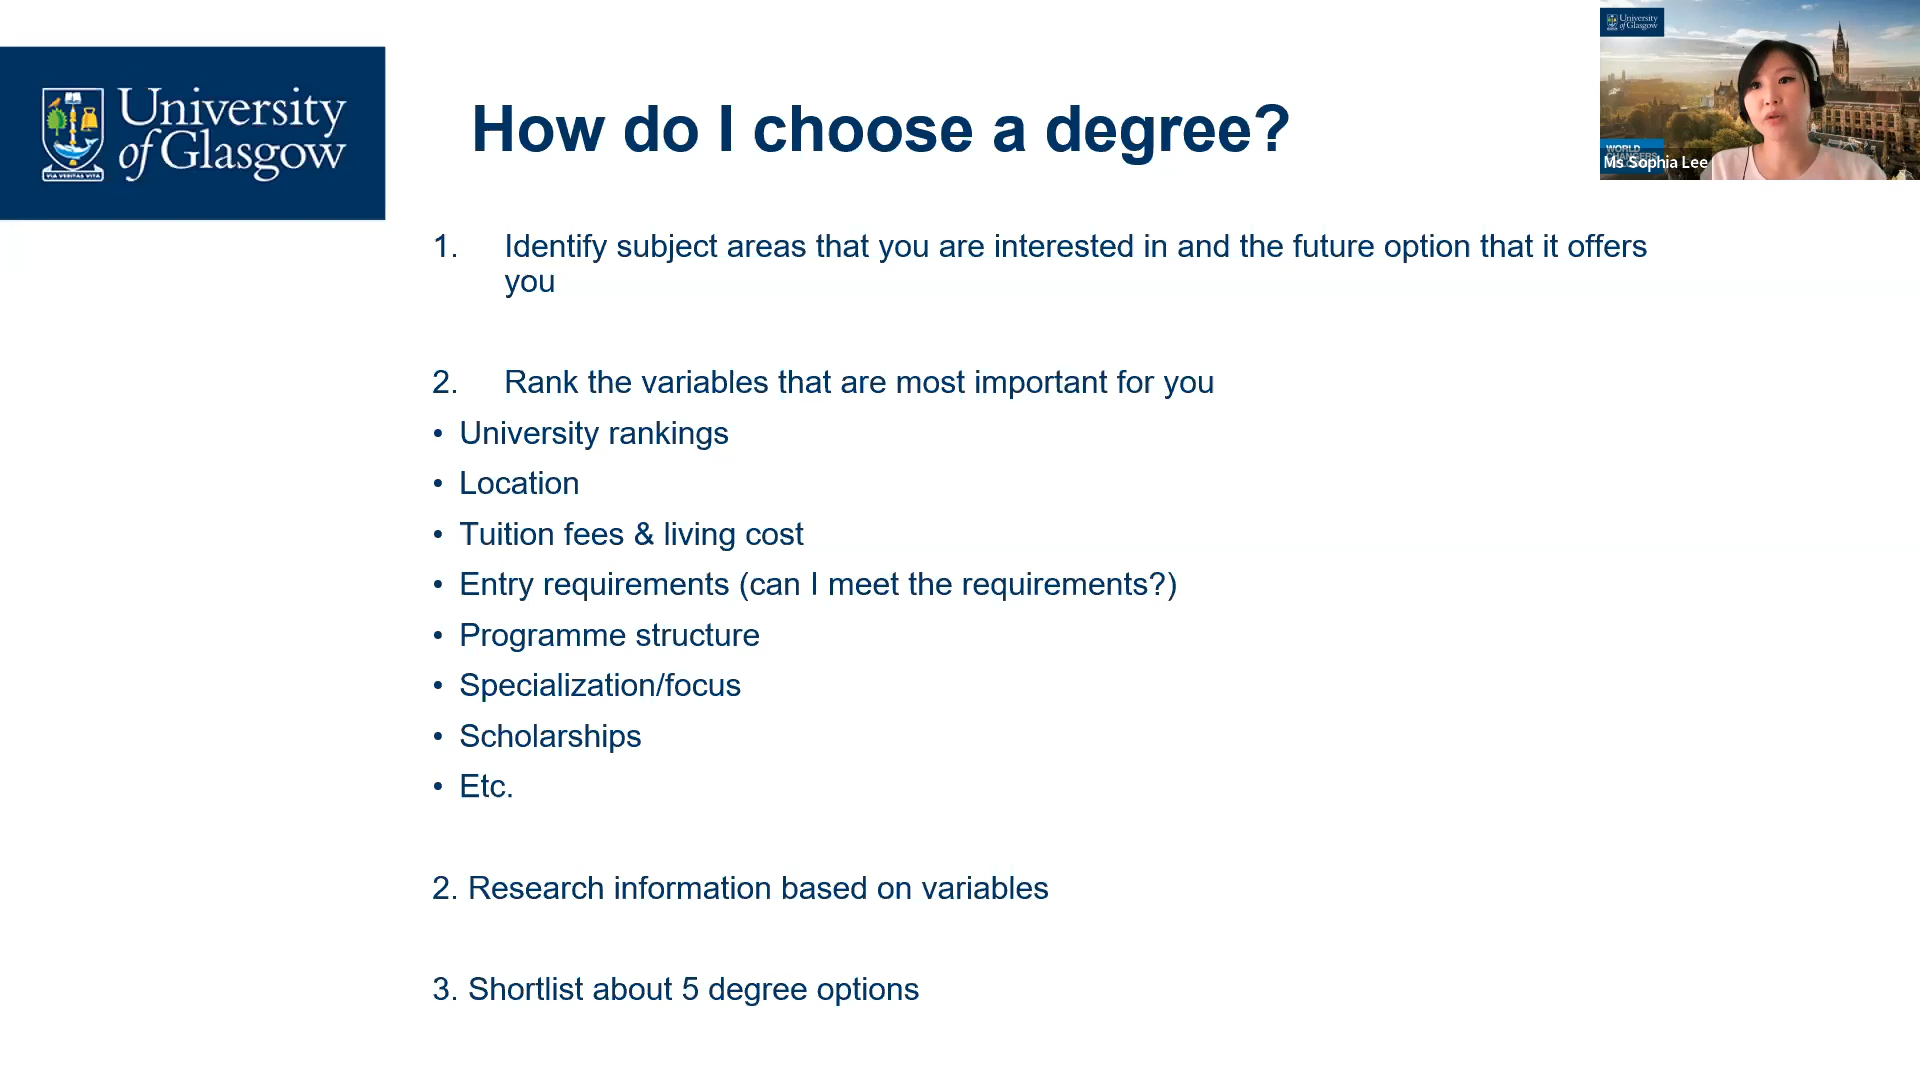 University
of Glasgow
VIA VERITAS VITA
How do I choose a degree?
University
of Glasgow
WORLD
Ms Sophia Lee
1. Identify subject areas that you are interested in and the future option that it offers
you
2. Rank the variables that are most important for you
• University rankings
• Location
• Tuition fees & living cost
• Entry requirements (can I meet the requirements?)
• Programme structure
• Specialization/focus
• Scholarships
• Etc.
2. Research information based on variables
3. Shortlist about 5 degree options